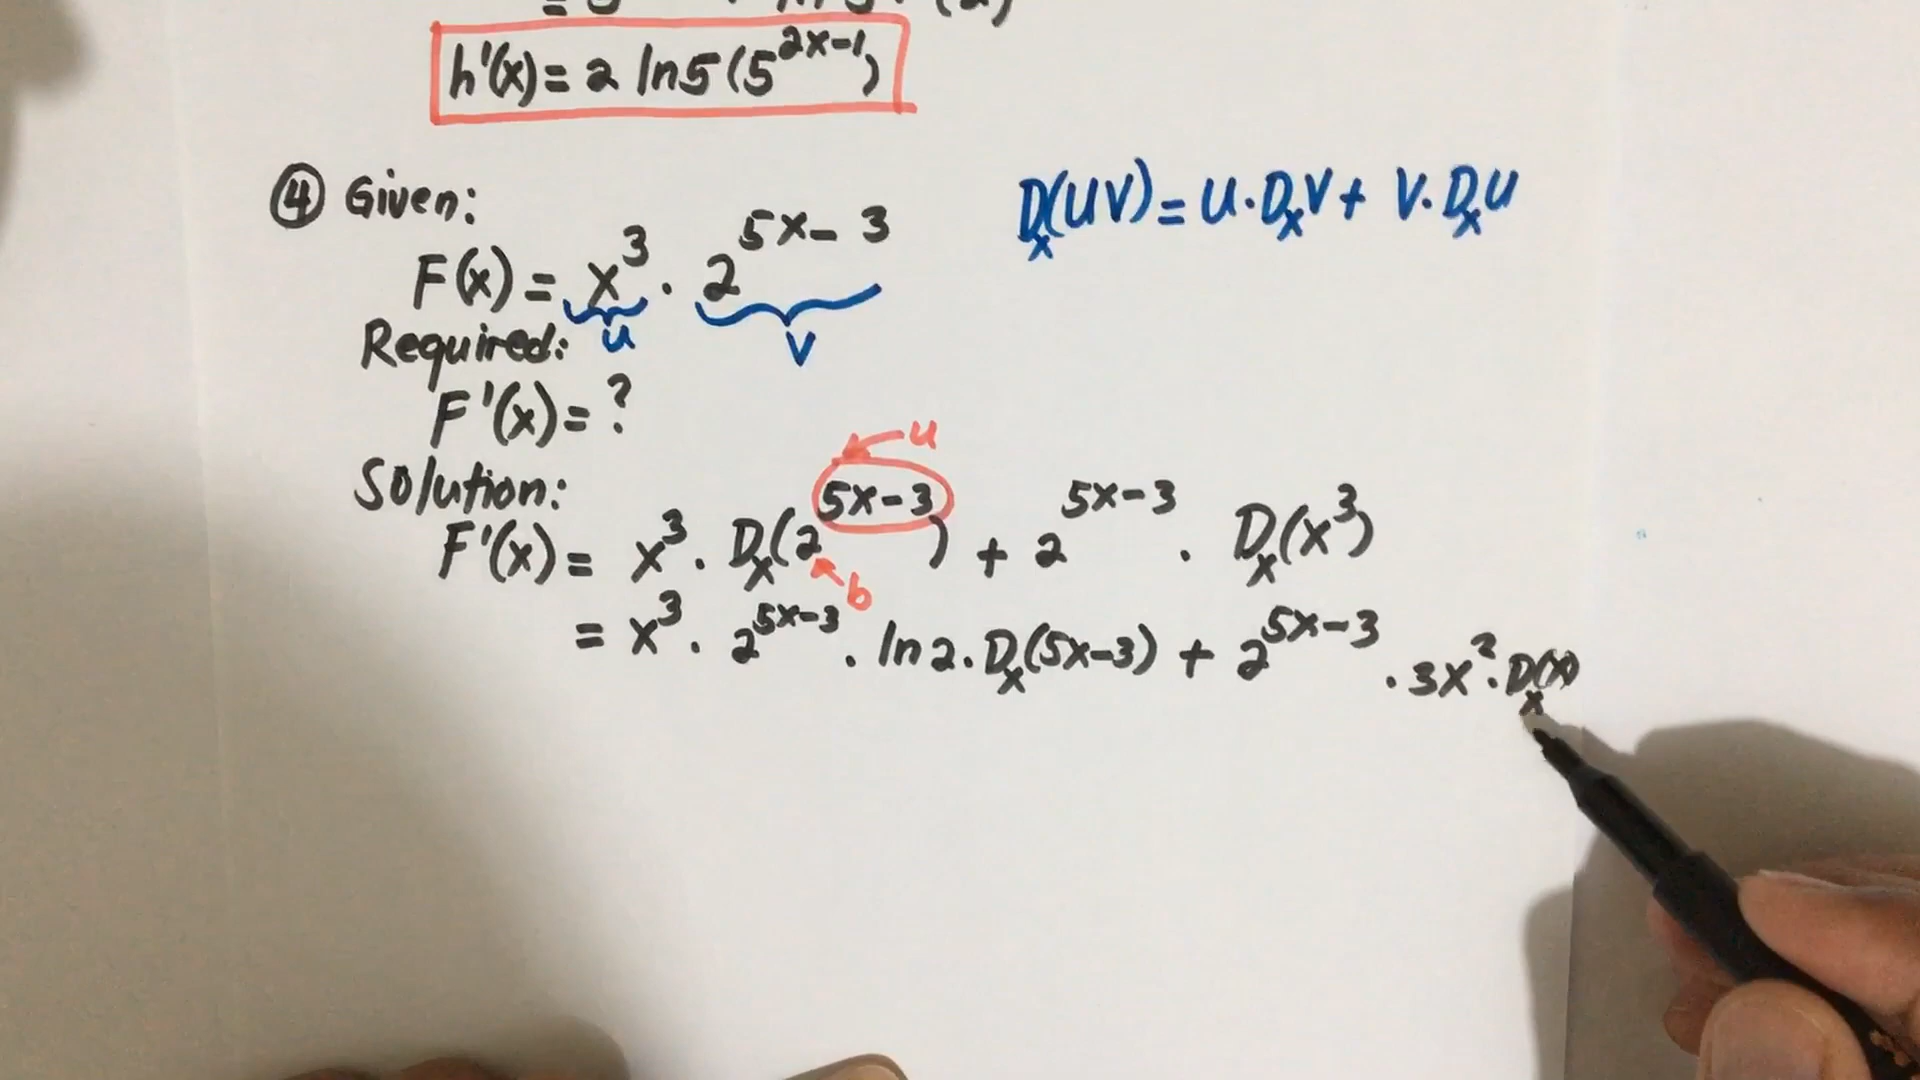 h'(x) = 2 ln5 (5^{2x-1})
④ Given:
D_x(UV) = U·D_xV + V·D_xU
F(x) = x^3 · 2^{5x-3}
u
v
Required:
F'(x) = ?
Solution:
u
F'(x) = x^3 · D_x(2^{5x-3}) + 2^{5x-3} · D_x(x^3)
b
= x^3 · 2^{5x-3} · ln2 · D_x(5x-3) + 2^{5x-3} · 3x^2 · D_x(x)